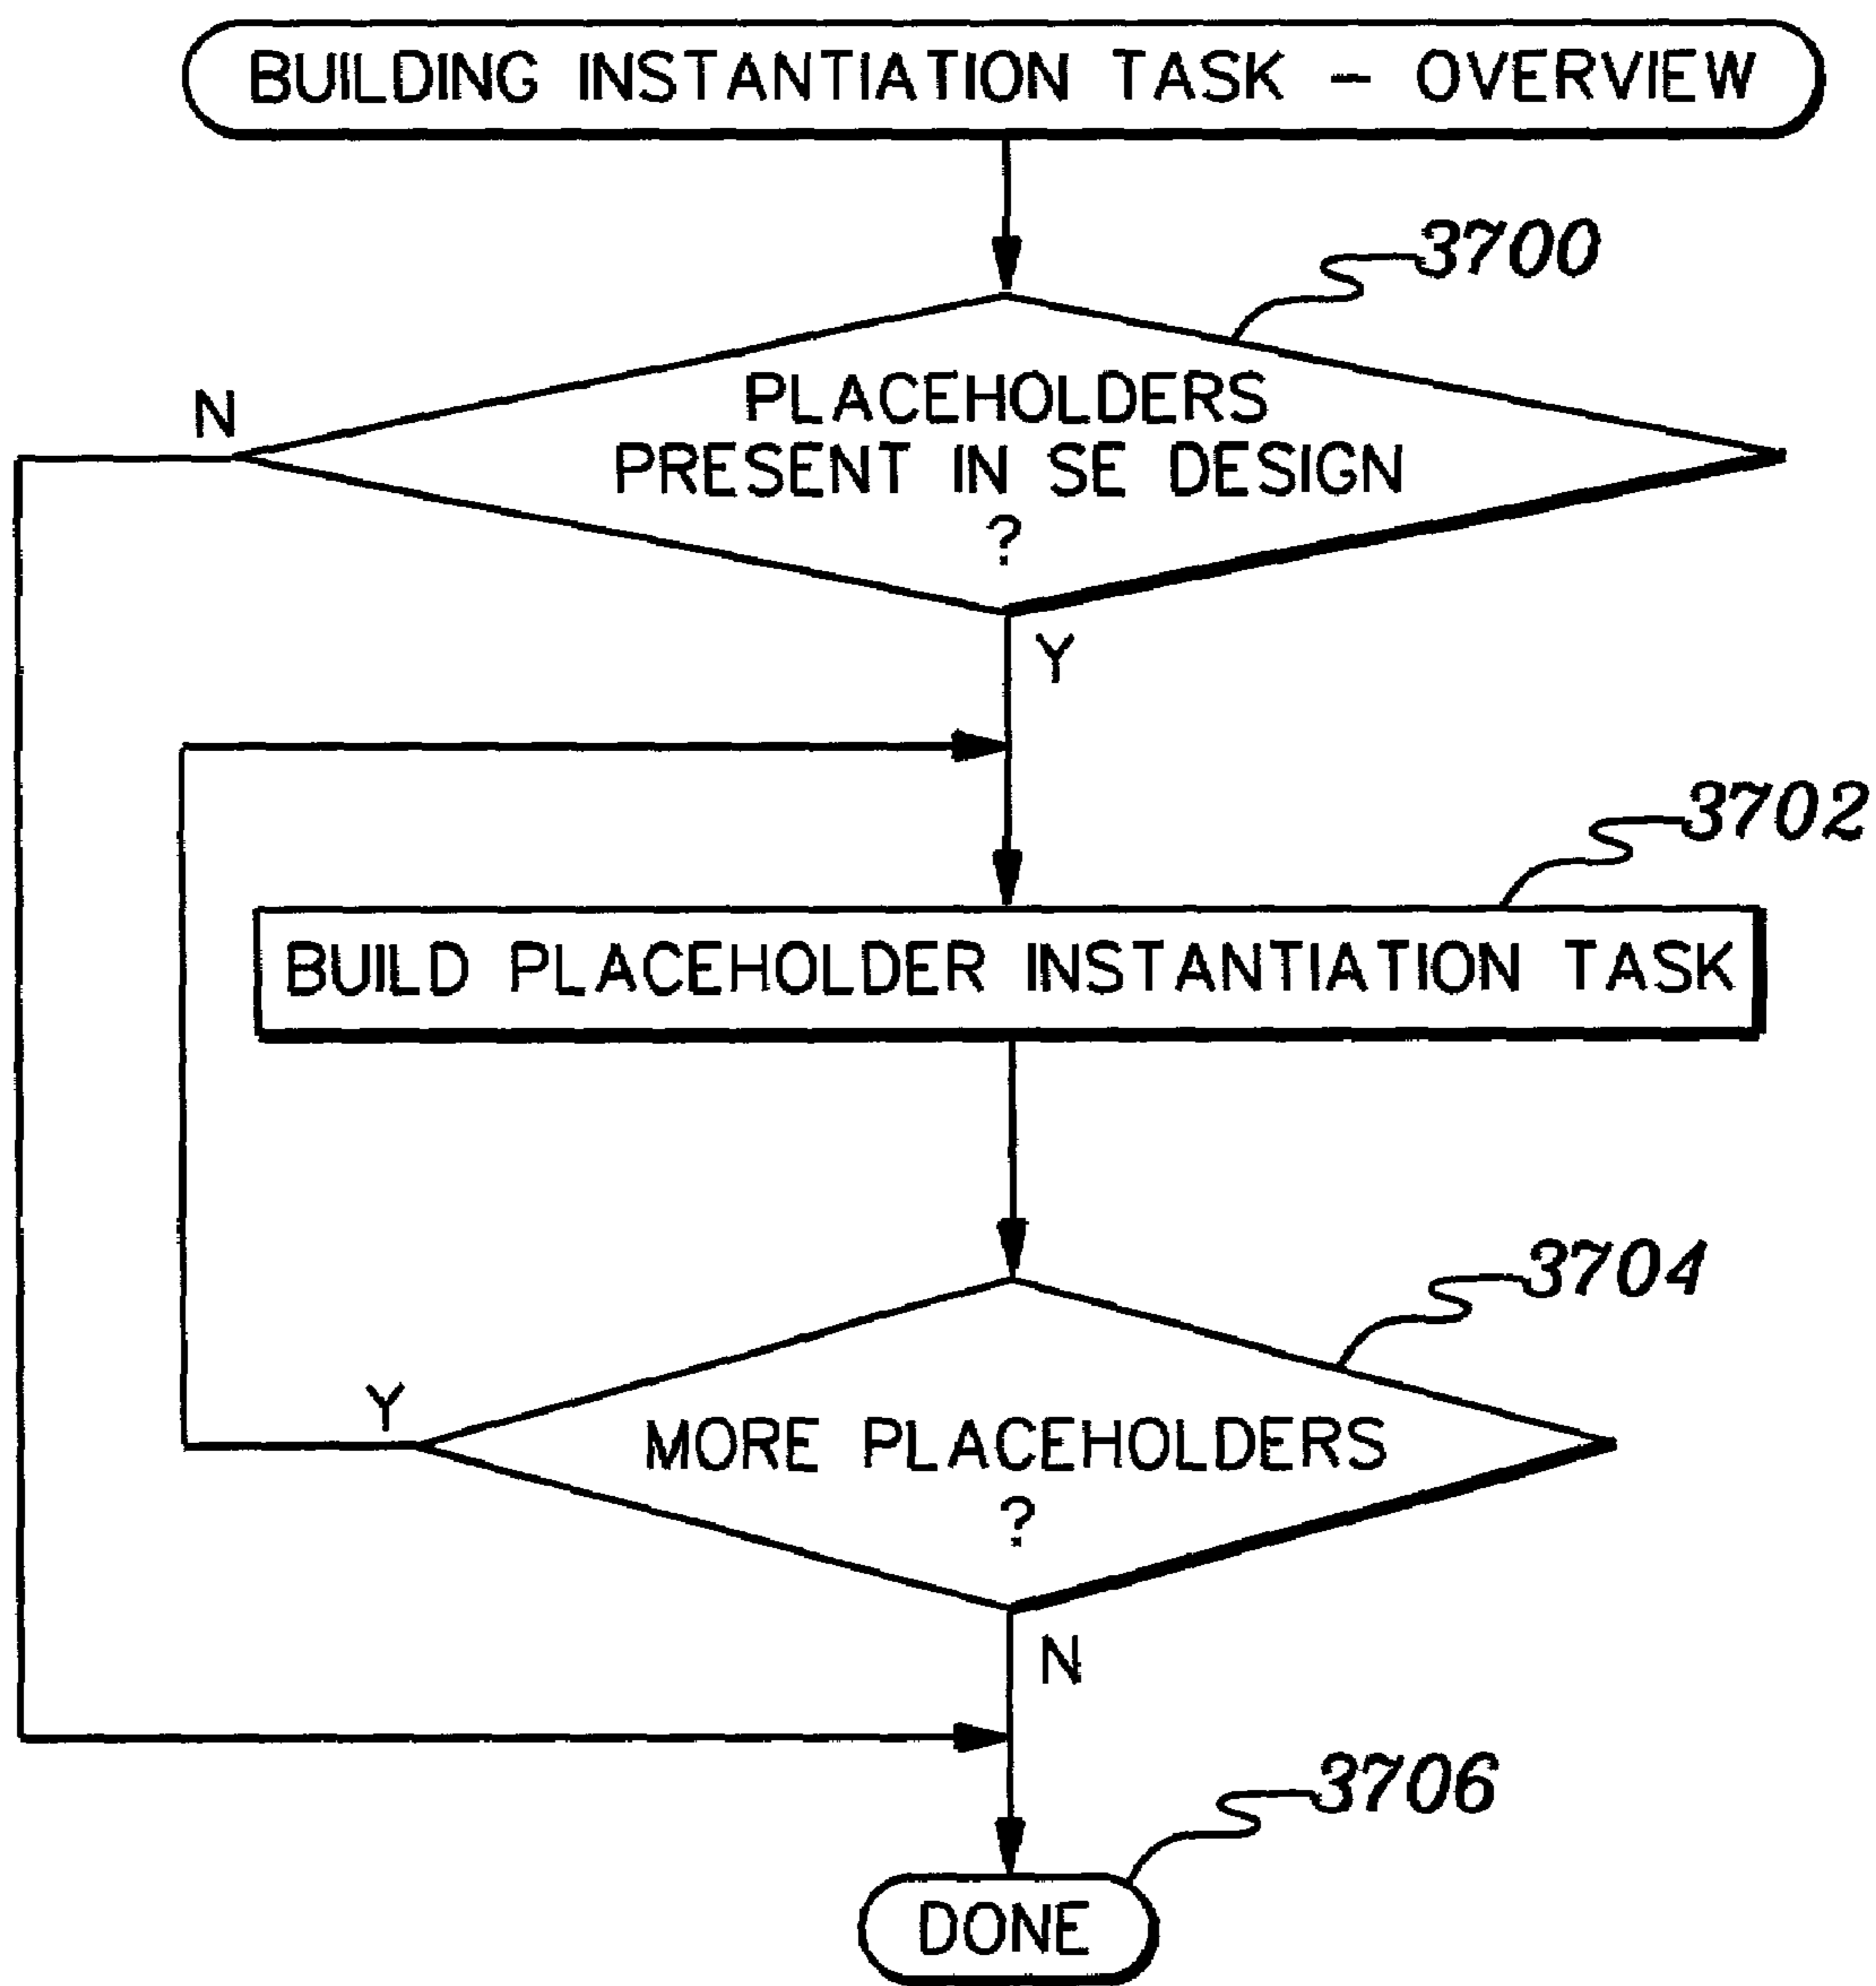 BUILDING INSTANTIATION TASK - OVERVIEW
3700
N
PLACEHOLDERS
PRESENT IN SE DESIGN
?
Y
3702
BUILD PLACEHOLDER INSTANTIATION TASK
3704
Y
MORE PLACEHOLDERS
?
N
3706
DONE